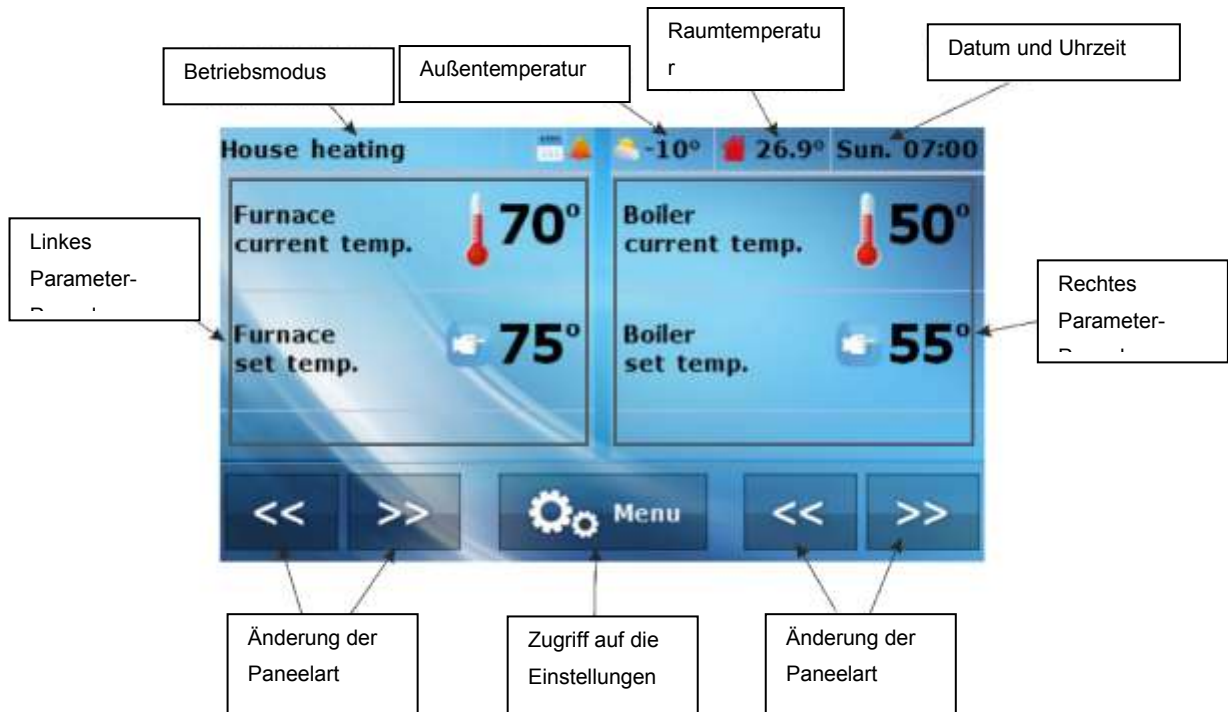 Raumtemperatu
r
Datum und Uhrzeit
Betriebsmodus
Außentemperatur
House heating
-10° 26.9° Sun. 07:00
Linkes
Parameter-
Furnace
current temp.
70°
Boiler
current temp.
50°
Rechtes
Parameter-
Furnace
set temp.
75°
Boiler
set temp.
55°
<< >> Menu << >>
Änderung der
Paneelart
Zugriff auf die
Einstellungen
Änderung der
Paneelart